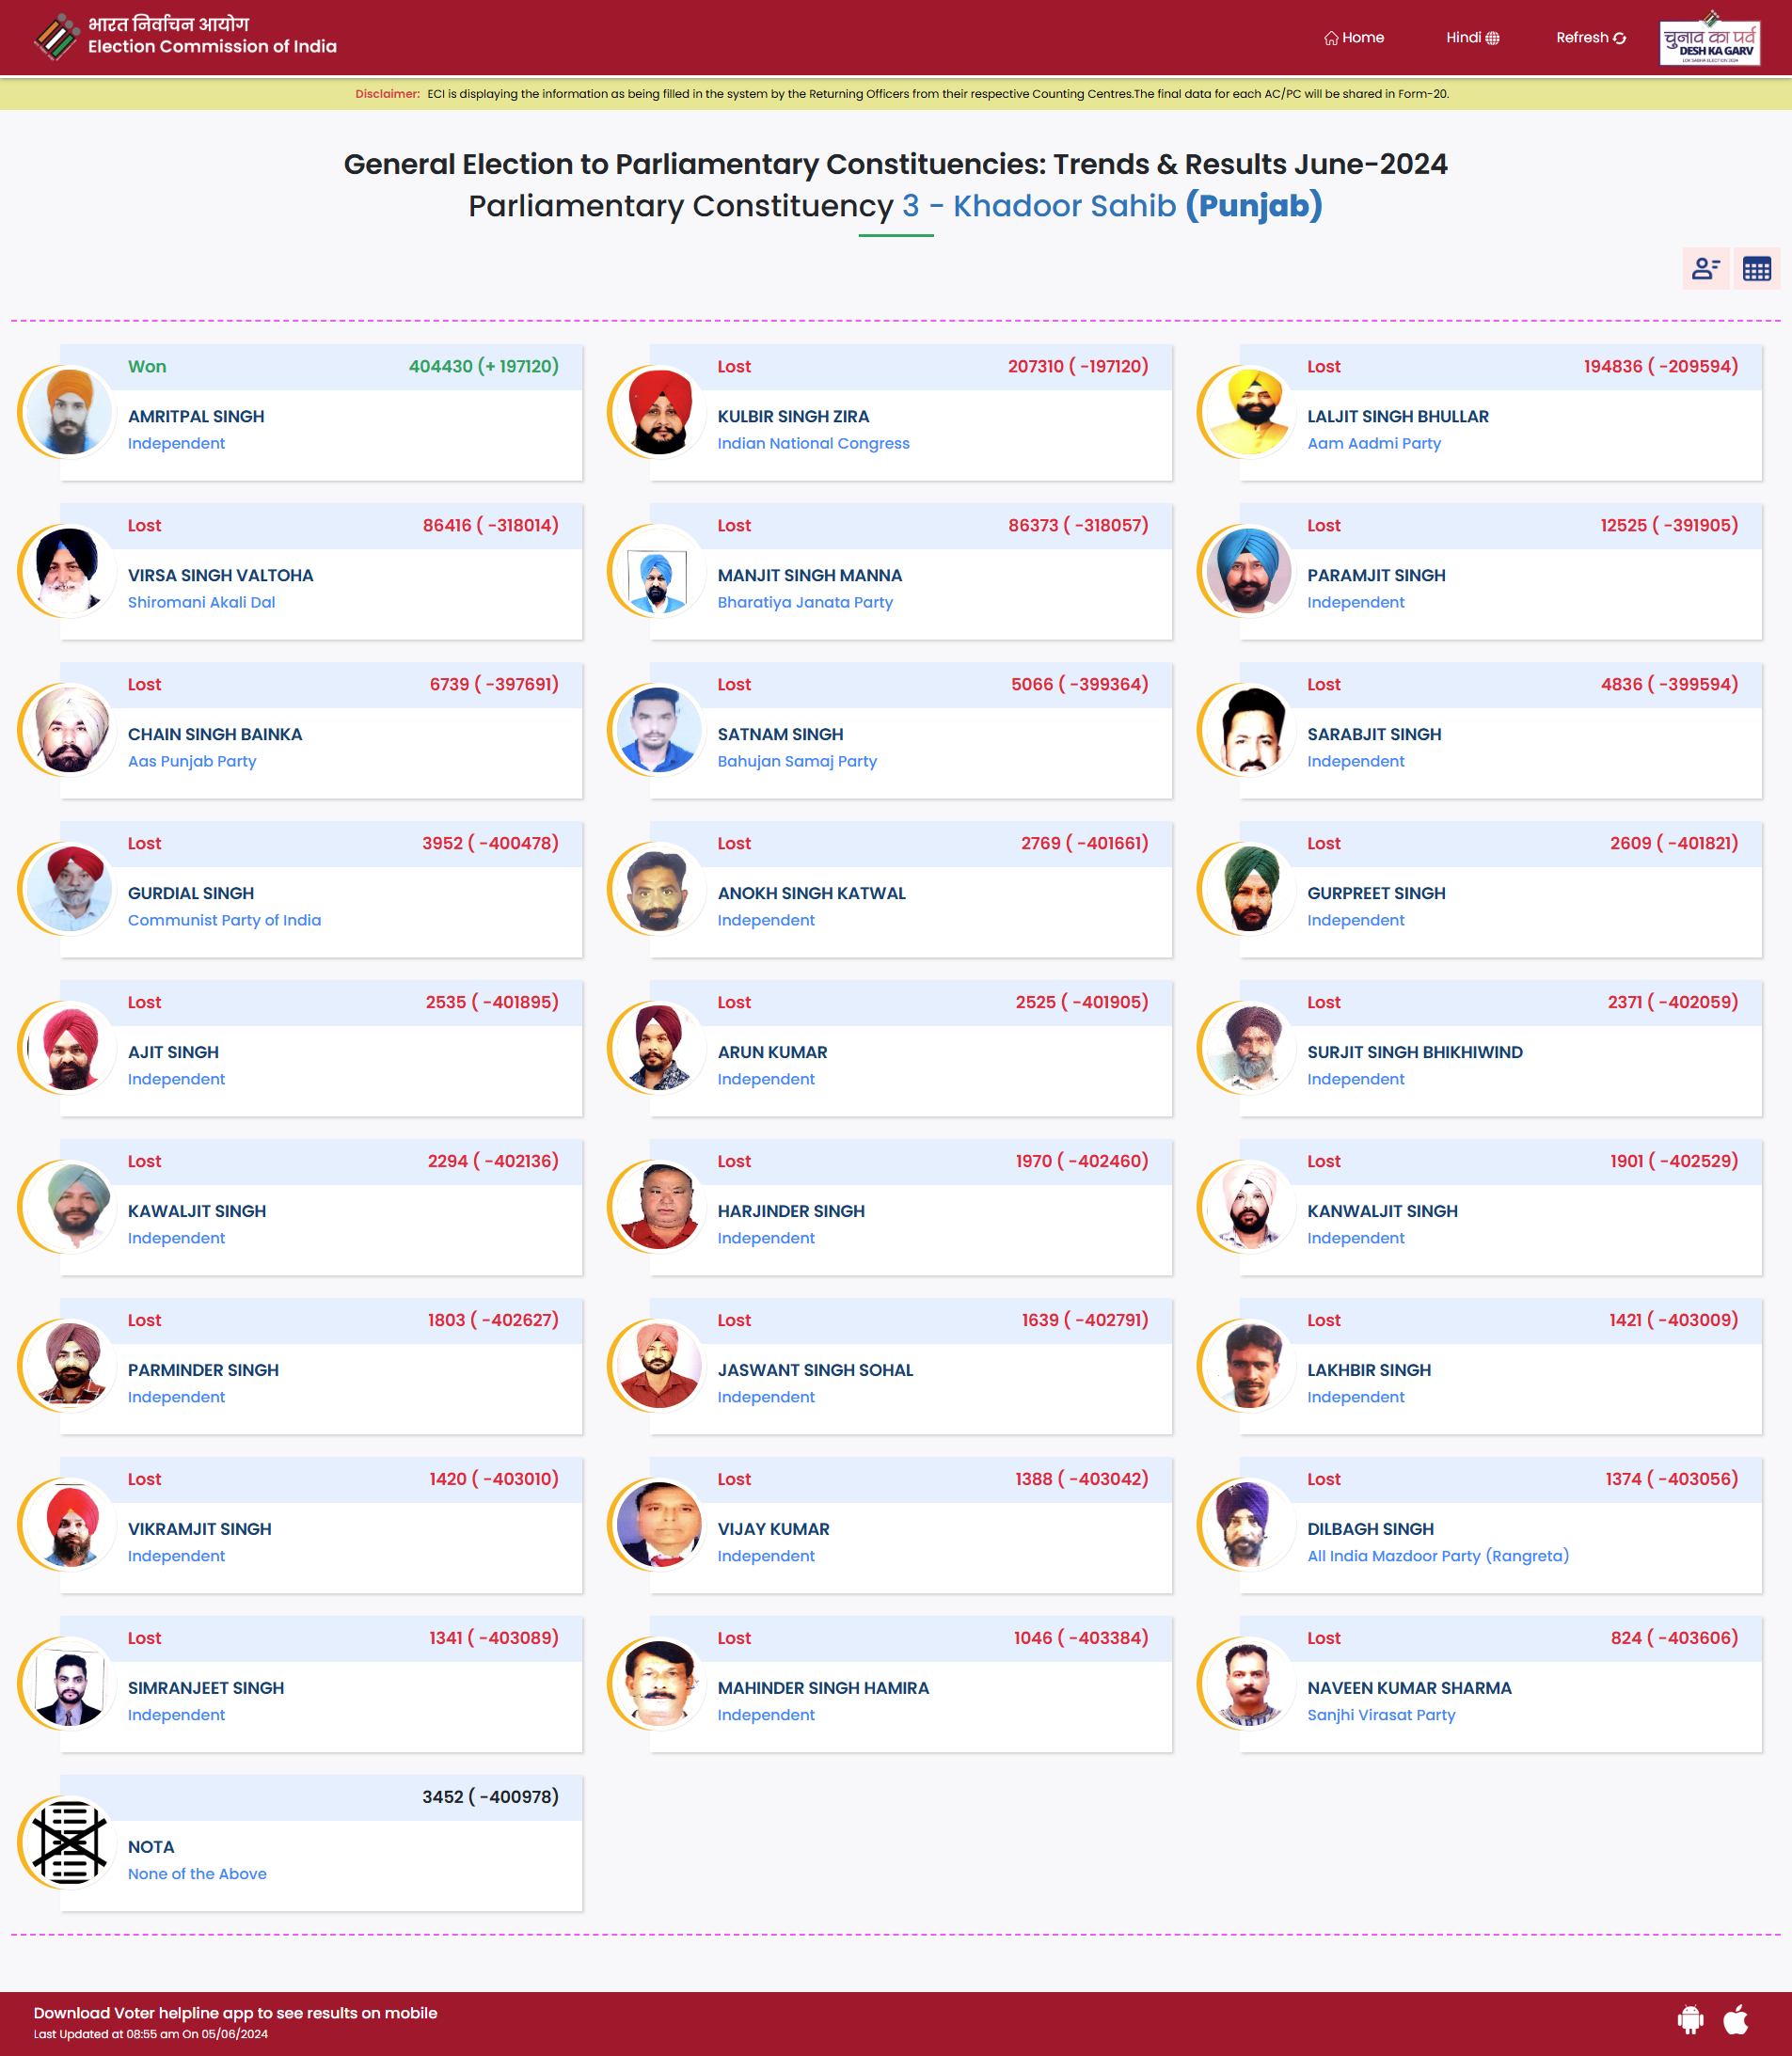 भारत निर्वाचन आयोग
Election Commission of India
Home
Hindi
Refresh
चुनाव का पर्व
DESH KA GARV
LOK SABHA ELECTION 2024
Disclaimer: ECI is displaying the information as being filled in the system by the Returning Officers from their respective Counting Centres.The final data for each AC/PC will be shared in Form-20.
General Election to Parliamentary Constituencies: Trends & Results June-2024
Parliamentary Constituency 3 - Khadoor Sahib (Punjab)
Won 404430 (+ 197120)
AMRITPAL SINGH
Independent
Lost 207310 ( -197120)
KULBIR SINGH ZIRA
Indian National Congress
Lost 194836 ( -209594)
LALJIT SINGH BHULLAR
Aam Aadmi Party
Lost 86416 ( -318014)
VIRSA SINGH VALTOHA
Shiromani Akali Dal
Lost 86373 ( -318057)
MANJIT SINGH MANNA
Bharatiya Janata Party
Lost 12525 ( -391905)
PARAMJIT SINGH
Independent
Lost 6739 ( -397691)
CHAIN SINGH BAINKA
Aas Punjab Party
Lost 5066 ( -399364)
SATNAM SINGH
Bahujan Samaj Party
Lost 4836 ( -399594)
SARABJIT SINGH
Independent
Lost 3952 ( -400478)
GURDIAL SINGH
Communist Party of India
Lost 2769 ( -401661)
ANOKH SINGH KATWAL
Independent
Lost 2609 ( -401821)
GURPREET SINGH
Independent
Lost 2535 ( -401895)
AJIT SINGH
Independent
Lost 2525 ( -401905)
ARUN KUMAR
Independent
Lost 2371 ( -402059)
SURJIT SINGH BHIKHIWIND
Independent
Lost 2294 ( -402136)
KAWALJIT SINGH
Independent
Lost 1970 ( -402460)
HARJINDER SINGH
Independent
Lost 1901 ( -402529)
KANWALJIT SINGH
Independent
Lost 1803 ( -402627)
PARMINDER SINGH
Independent
Lost 1639 ( -402791)
JASWANT SINGH SOHAL
Independent
Lost 1421 ( -403009)
LAKHBIR SINGH
Independent
Lost 1420 ( -403010)
VIKRAMJIT SINGH
Independent
Lost 1388 ( -403042)
VIJAY KUMAR
Independent
Lost 1374 ( -403056)
DILBAGH SINGH
All India Mazdoor Party (Rangreta)
Lost 1341 ( -403089)
SIMRANJEET SINGH
Independent
Lost 1046 ( -403384)
MAHINDER SINGH HAMIRA
Independent
Lost 824 ( -403606)
NAVEEN KUMAR SHARMA
Sanjhi Virasat Party
3452 ( -400978)
NOTA
None of the Above
Download Voter helpline app to see results on mobile
Last Updated at 08:55 am On 05/06/2024